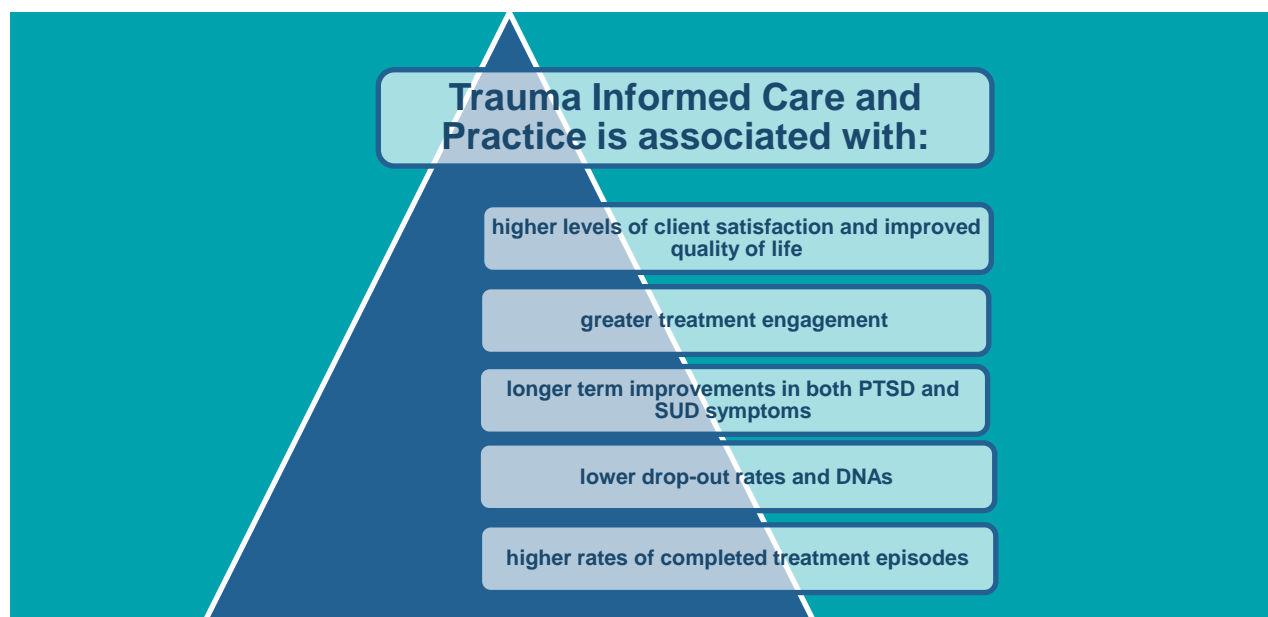 Trauma Informed Care and
Practice is associated with:
higher levels of client satisfaction and improved
quality of life
greater treatment engagement
longer term improvements in both PTSD and
SUD symptoms
lower drop-out rates and DNAs
higher rates of completed treatment episodes